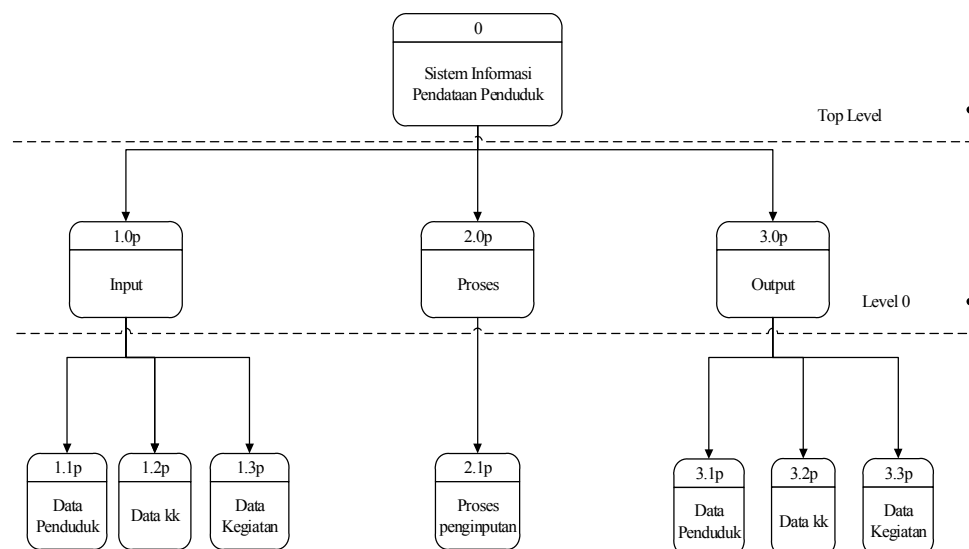 0
Sistem Informasi
Pendataan Penduduk
Top Level
1.0p
Input
2.0p
Proses
3.0p
Output
Level 0
1.1p
Data
Penduduk
1.2p
Data kk
1.3p
Data
Kegiatan
2.1p
Proses
penginputan
3.1p
Data
Penduduk
3.2p
Data kk
3.3p
Data
Kegiatan